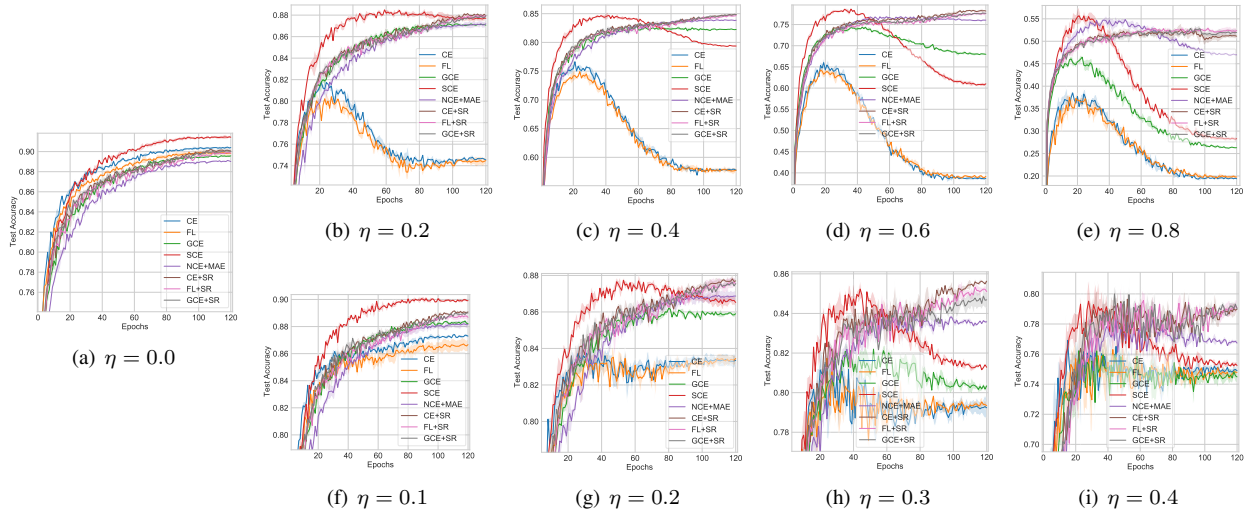 0.90
0.88
0.86
0.84
0.82
0.80
0.78
0.76
Test Accuracy
0
20
40
60
80
100
120
Epochs
CE
FL
GCE
SCE
NCE+MAE
CE+SR
FL+SR
GCE+SR
(a) η = 0.0
0.88
0.86
0.84
0.82
0.80
0.78
0.76
0.74
Test Accuracy
20
40
60
80
100
120
Epochs
CE
FL
GCE
SCE
NCE+MAE
CE+SR
FL+SR
GCE+SR
(b) η = 0.2
0.85
0.80
0.75
0.70
0.65
0.60
Test Accuracy
0
20
40
60
80
100
120
Epochs
CE
FL
GCE
SCE
NCE+MAE
CE+SR
FL+SR
GCE+SR
(c) η = 0.4
0.75
0.70
0.65
0.60
0.55
0.50
0.45
0.40
Test Accuracy
0
20
40
60
80
100
120
Epochs
CE
FL
GCE
SCE
NCE+MAE
CE+SR
FL+SR
GCE+SR
(d) η = 0.6
0.55
0.50
0.45
0.40
0.35
0.30
0.25
0.20
Test Accuracy
0
20
40
60
80
100
120
Epochs
CE
FL
GCE
SCE
NCE+MAE
CE+SR
FL+SR
GCE+SR
(e) η = 0.8
0.90
0.88
0.86
0.84
0.82
0.80
Test Accuracy
20
40
60
80
100
120
Epochs
CE
FL
GCE
SCE
NCE+MAE
CE+SR
FL+SR
GCE+SR
(f) η = 0.1
0.88
0.86
0.84
0.82
0.80
Test Accuracy
20
40
60
80
100
120
Epochs
CE
FL
GCE
SCE
NCE+MAE
CE+SR
FL+SR
GCE+SR
(g) η = 0.2
0.86
0.84
0.82
0.80
0.78
Test Accuracy
20
40
60
80
100
120
Epochs
CE
FL
GCE
SCE
NCE+MAE
CE+SR
FL+SR
GCE+SR
(h) η = 0.3
0.80
0.78
0.76
0.74
0.72
0.70
Test Accuracy
0
20
40
60
80
100
120
Epochs
CE
FL
GCE
SCE
NCE+MAE
CE+SR
FL+SR
GCE+SR
(i) η = 0.4